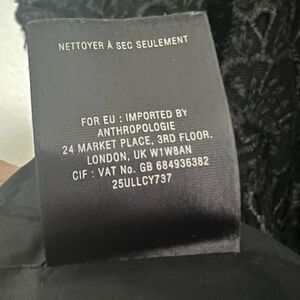 NETTOYER À SEC SEULEMENT
FOR EU : IMPORTED BY
ANTHROPOLOGIE
24 MARKET PLACE, 3RD FLOOR.
LONDON, UK W1W8AN
CIF : VAT No. GB 684936382
25ULLCY737